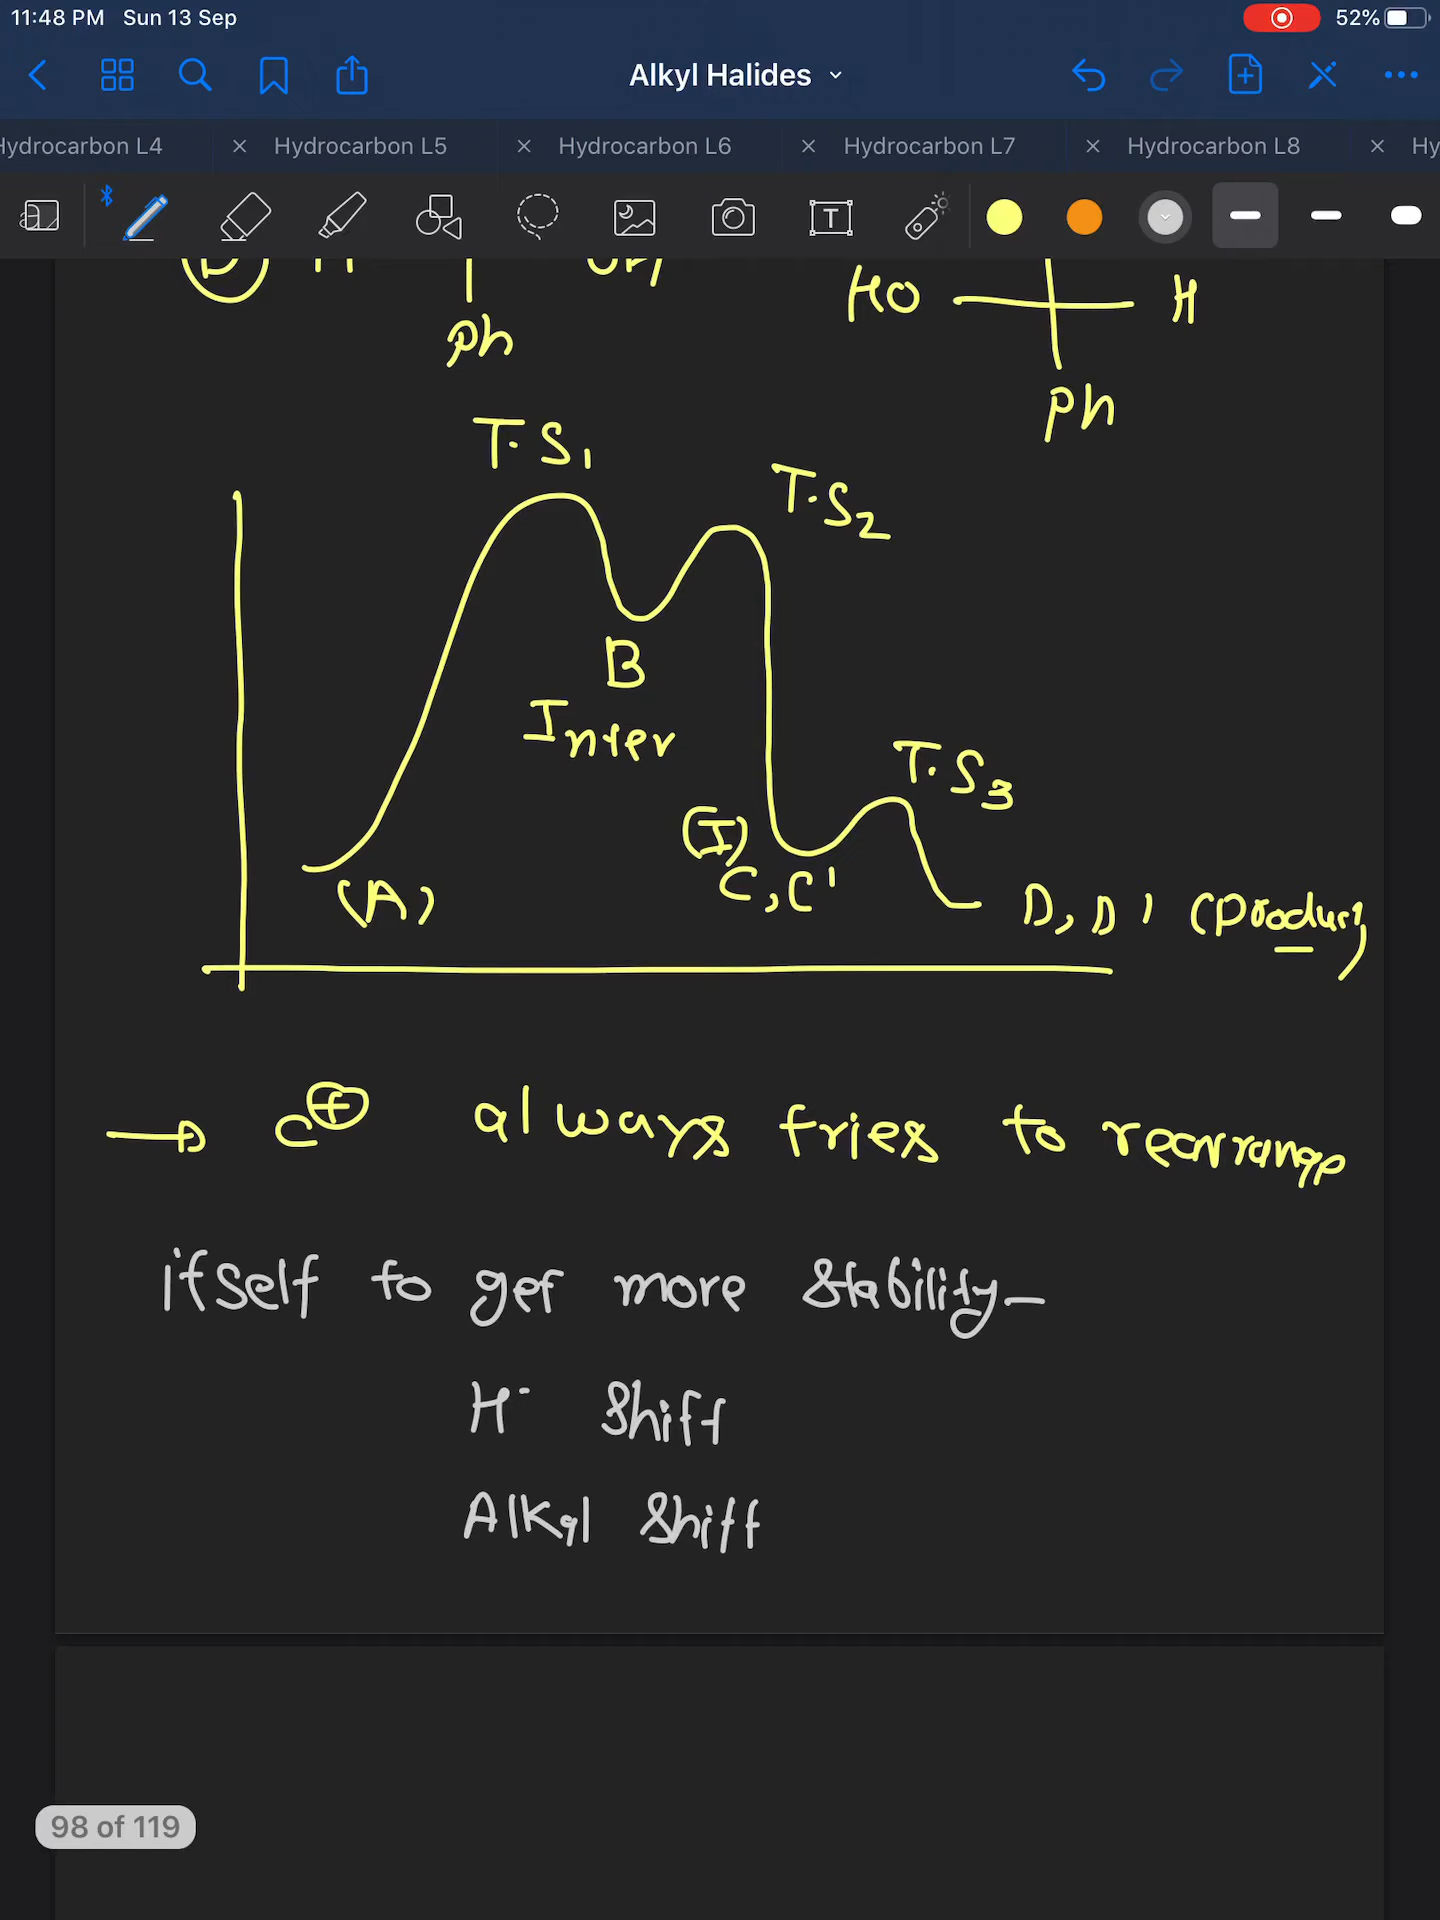 11:48 PM Sun 13 Sep 52%
Alkyl Halides
Hydrocarbon L4 × Hydrocarbon L5 × Hydrocarbon L6 × Hydrocarbon L7 × Hydrocarbon L8 × Hy
T
HO H
ph
ph
T.S1
T.S2
B
Inter
T.S3
(I)
(A)
C, C'
D, D' (Product)
→ C⊕ always tries to rearrange
itself to get more stability-
H- Shift
Alkyl Shift
98 of 119